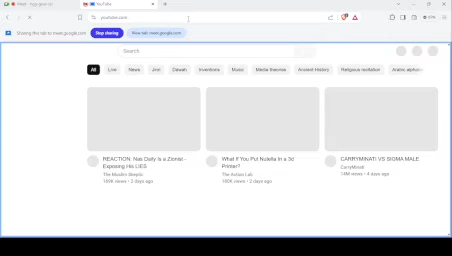 YouTube
youtube.com
Sharing this tab to meet.google.com
Stop sharing
View tab: meet.google.com
Search
All
Live
News
Jinn
Dawah
Inventions
Music
Media theories
Ancient History
Religious recitation
Arabic alphab
REACTION: Nas Daily Is a Zionist -
Exposing His LIES
The Muslim Skeptic
169K views • 2 days ago
What if You Put Nutella In a 3d
Printer?
The Action Lab
180K views • 2 days ago
CARRYMINATI VS SIGMA MALE
CarryMinati
14M views • 4 days ago